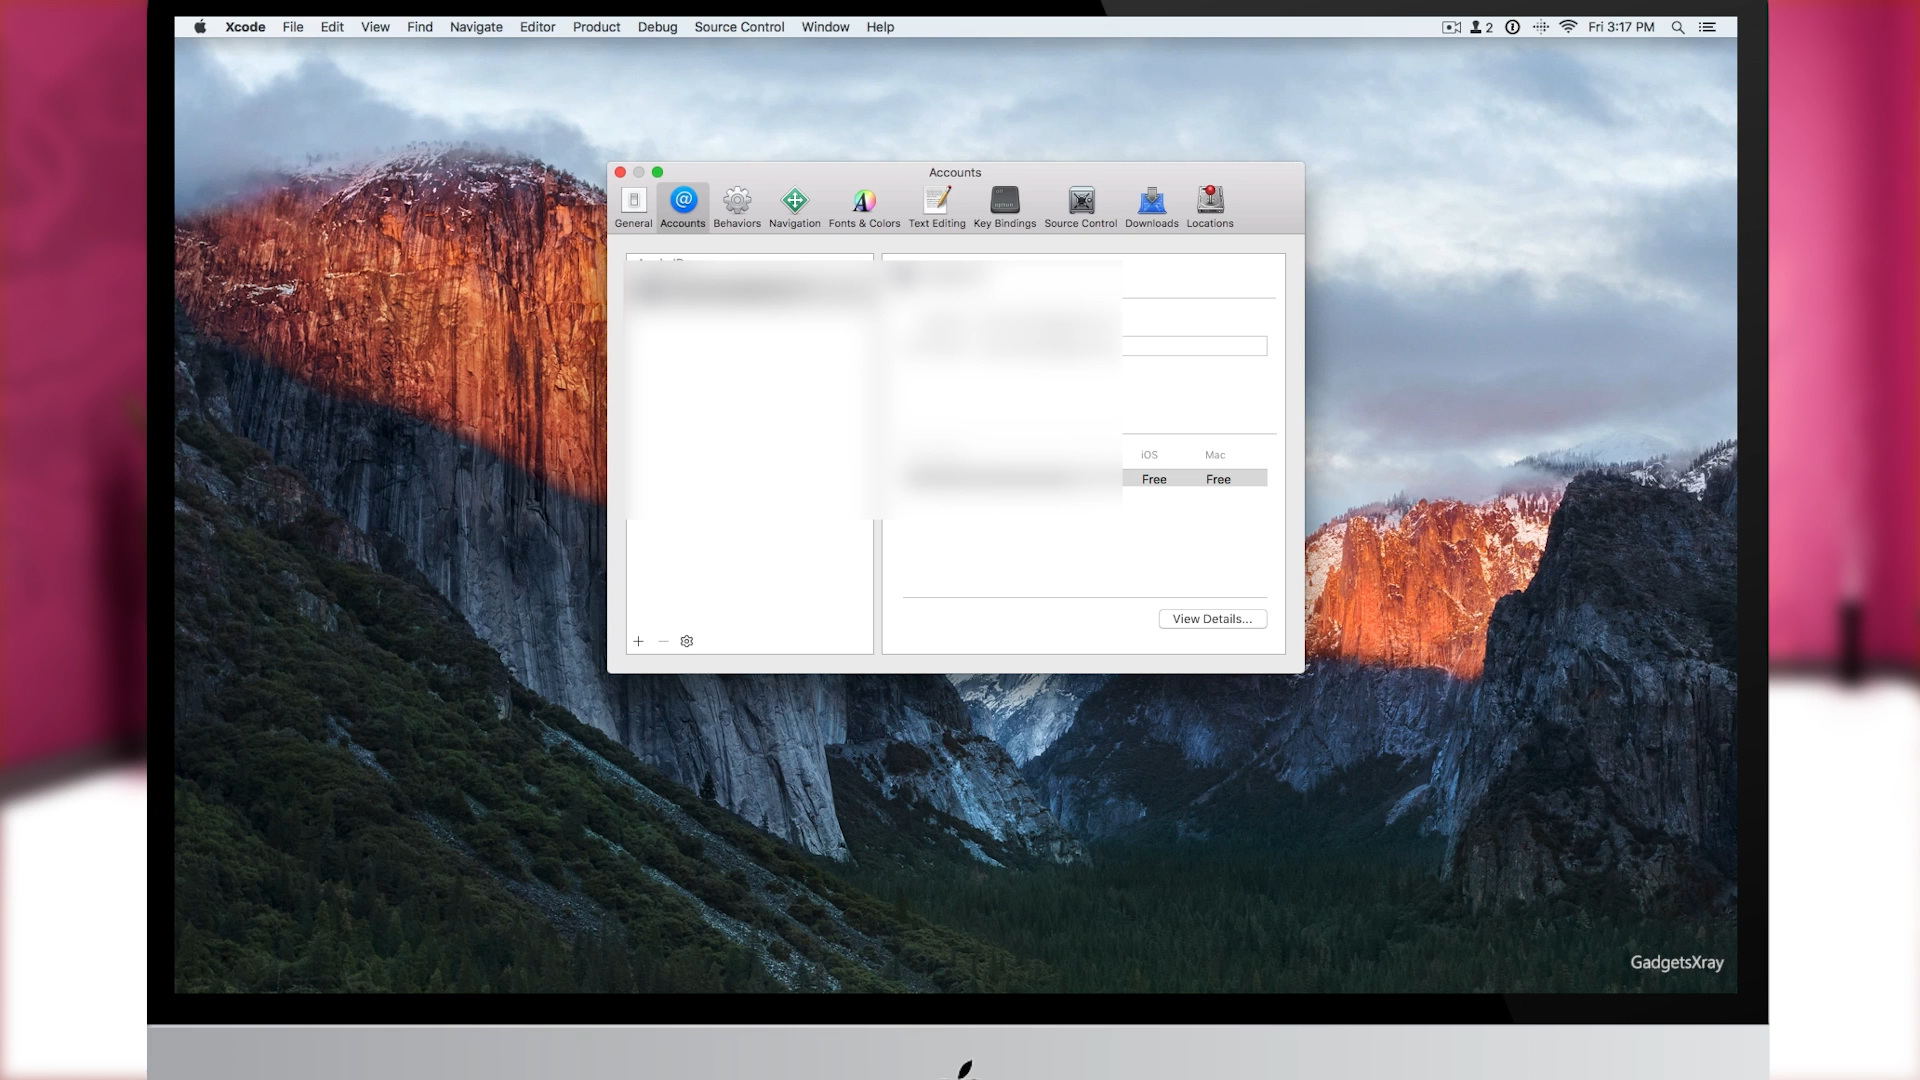 Xcode File Edit View Find Navigate Editor Product Debug Source Control Window Help 2 Fri 3:17 PM
Accounts
General Accounts Behaviors Navigation Fonts & Colors Text Editing Key Bindings Source Control Downloads Locations
iOS Mac
Free Free
View Details...
GadgetsXray